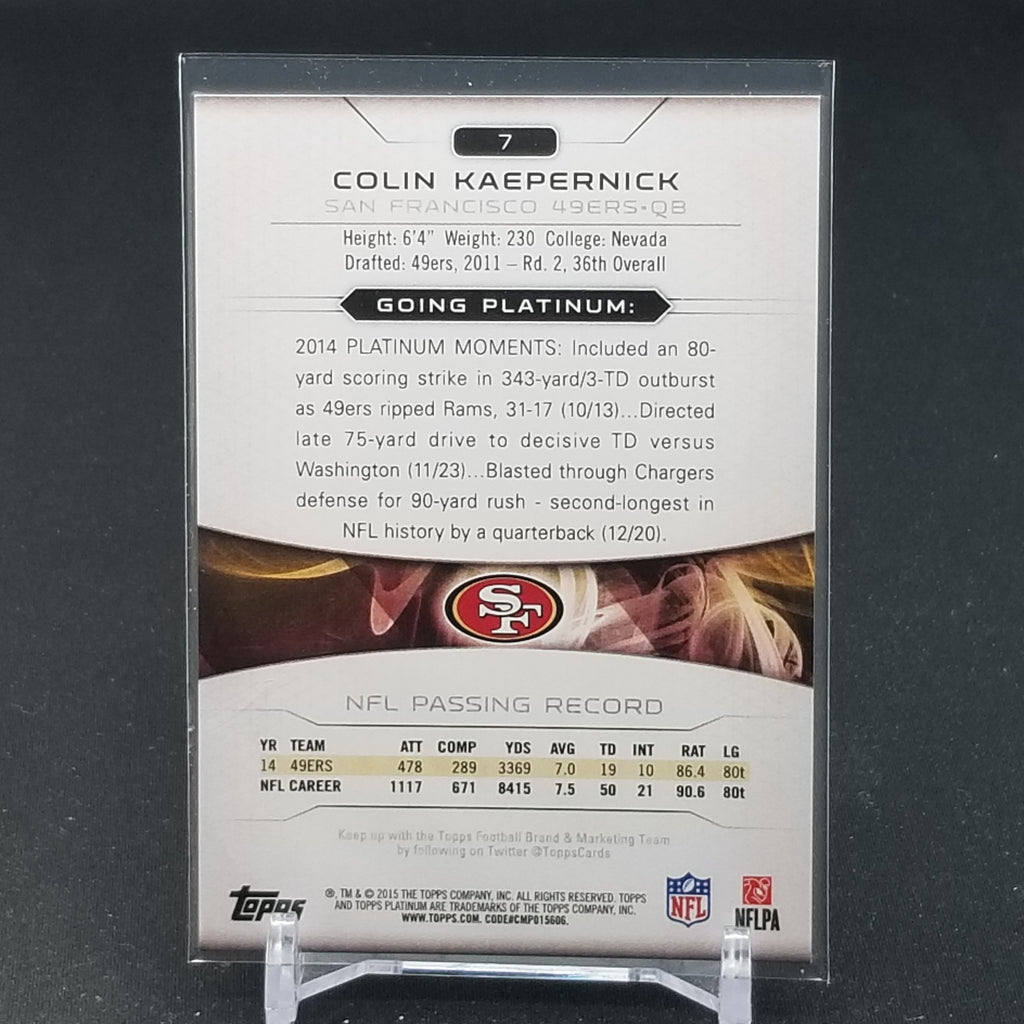 7
COLIN KAEPERNICK
SAN FRANCISCO 49ERS•QB
Height: 6'4" Weight: 230 College: Nevada
Drafted: 49ers, 2011 – Rd. 2, 36th Overall
GOING PLATINUM:
2014 PLATINUM MOMENTS: Included an 80-
yard scoring strike in 343-yard/3-TD outburst
as 49ers ripped Rams, 31-17 (10/13)...Directed
late 75-yard drive to decisive TD versus
Washington (11/23)...Blasted through Chargers
defense for 90-yard rush - second-longest in
NFL history by a quarterback (12/20).
SF
NFL PASSING RECORD
YR TEAM ATT COMP YDS AVG TD INT RAT LG
14 49ERS 478 289 3369 7.0 19 10 86.4 80t
NFL CAREER 1117 671 8415 7.5 50 21 90.6 80t
Keep up with the Topps Football Brand & Marketing Team
by following on Twitter @ToppsCards
topps
®, TM & © 2015 THE TOPPS COMPANY, INC. ALL RIGHTS RESERVED. TOPPS
AND TOPPS PLATINUM ARE TRADEMARKS OF THE TOPPS COMPANY, INC.
WWW.TOPPS.COM. CODE#CMP015606.
NFL
NFLPA